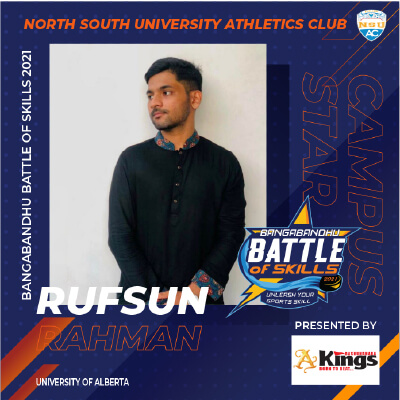 NORTH SOUTH UNIVERSITY ATHLETICS CLUB
NSU
AC
BANGABANDHU BATTLE OF SKILLS 2021
CAMPUS
STAR
BANGABANDHU
BATTLE
OF SKILLS
2021
UNLEASH YOUR
SPORTS SKILL
RUFSUN
RAHMAN
PRESENTED BY
Kings
UNIVERSITY OF ALBERTA